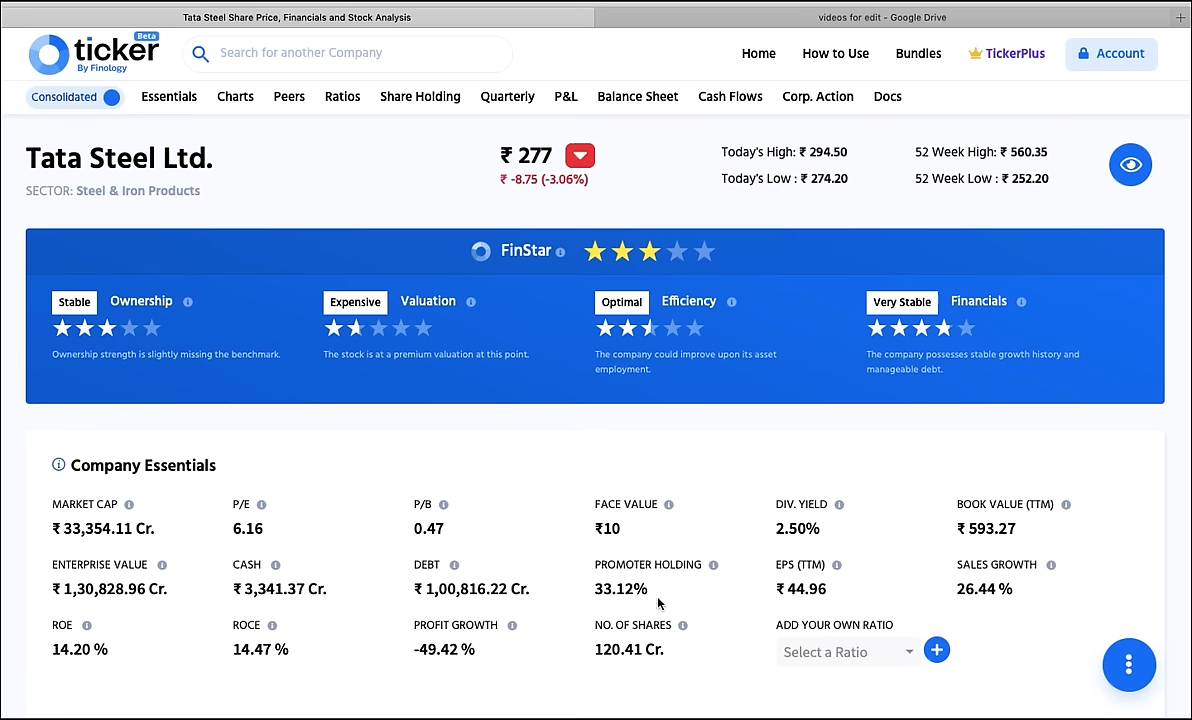 Tata Steel Share Price, Financials and Stock Analysis
videos for edit - Google Drive
+
ticker Beta
By Finology
Search for another Company
Home How to Use Bundles TickerPlus Account
Consolidated Essentials Charts Peers Ratios Share Holding Quarterly P&L Balance Sheet Cash Flows Corp. Action Docs
Tata Steel Ltd.
SECTOR: Steel & Iron Products
₹ 277
₹ -8.75 (-3.06%)
Today's High: ₹ 294.50
Today's Low : ₹ 274.20
52 Week High: ₹ 560.35
52 Week Low : ₹ 252.20
FinStar
Stable Ownership
Ownership strength is slightly missing the benchmark.
Expensive Valuation
The stock is at a premium valuation at this point.
Optimal Efficiency
The company could improve upon its asset
employment.
Very Stable Financials
The company possesses stable growth history and
manageable debt.
Company Essentials
MARKET CAP P/E P/B FACE VALUE DIV. YIELD BOOK VALUE (TTM)
₹ 33,354.11 Cr. 6.16 0.47 ₹10 2.50% ₹ 593.27
ENTERPRISE VALUE CASH DEBT PROMOTER HOLDING EPS (TTM) SALES GROWTH
₹ 1,30,828.96 Cr. ₹ 3,341.37 Cr. ₹ 1,00,816.22 Cr. 33.12% ₹ 44.96 26.44 %
ROE ROCE PROFIT GROWTH NO. OF SHARES ADD YOUR OWN RATIO
14.20 % 14.47 % -49.42 % 120.41 Cr. Select a Ratio +